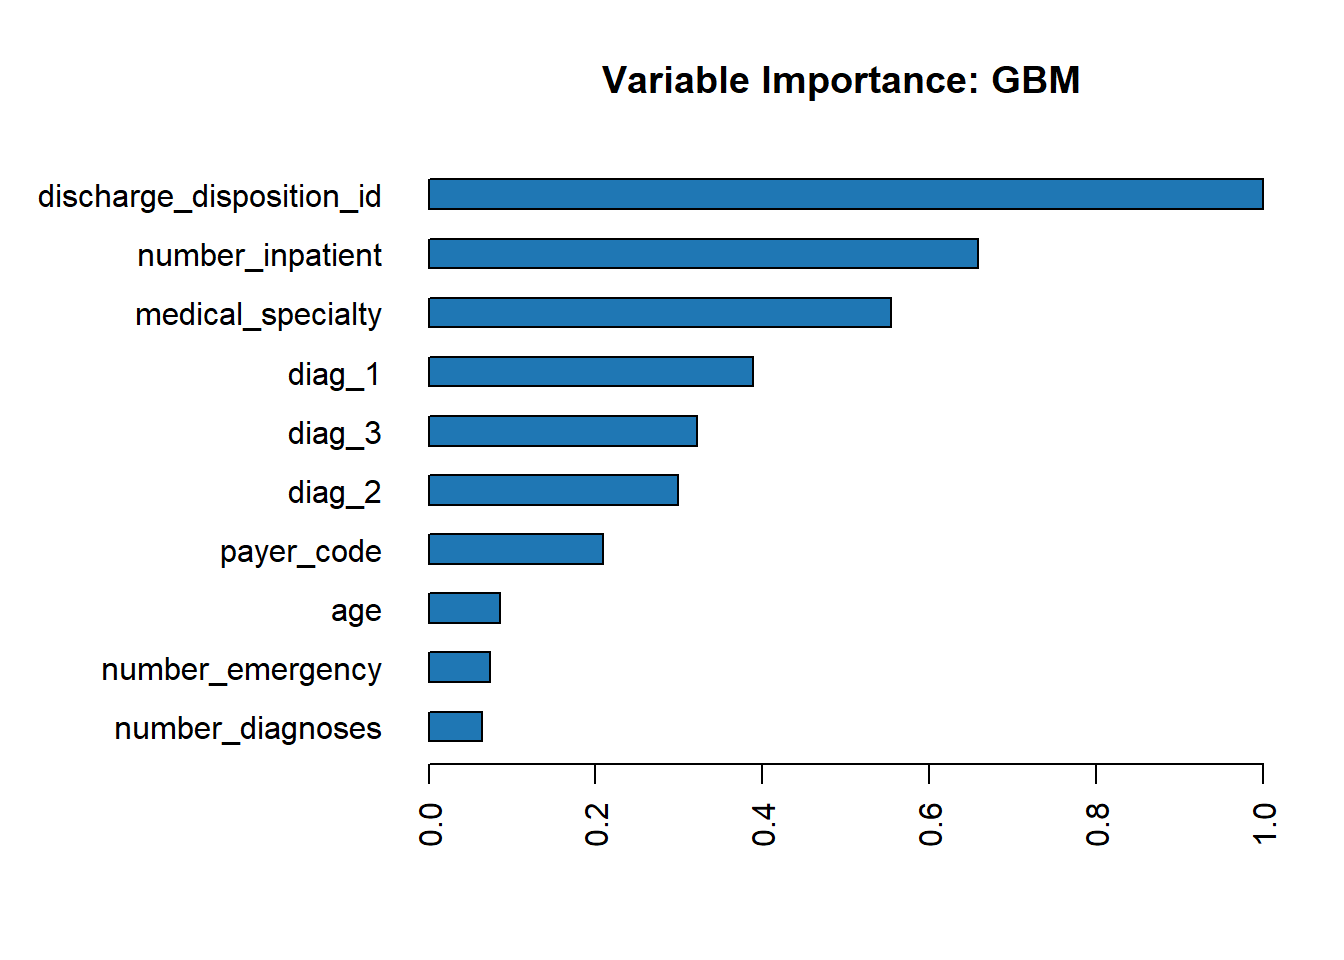 Variable Importance: GBM
discharge_disposition_id
number_inpatient
medical_specialty
diag_1
diag_3
diag_2
payer_code
age
number_emergency
number_diagnoses
0.0
0.2
0.4
0.6
0.8
1.0